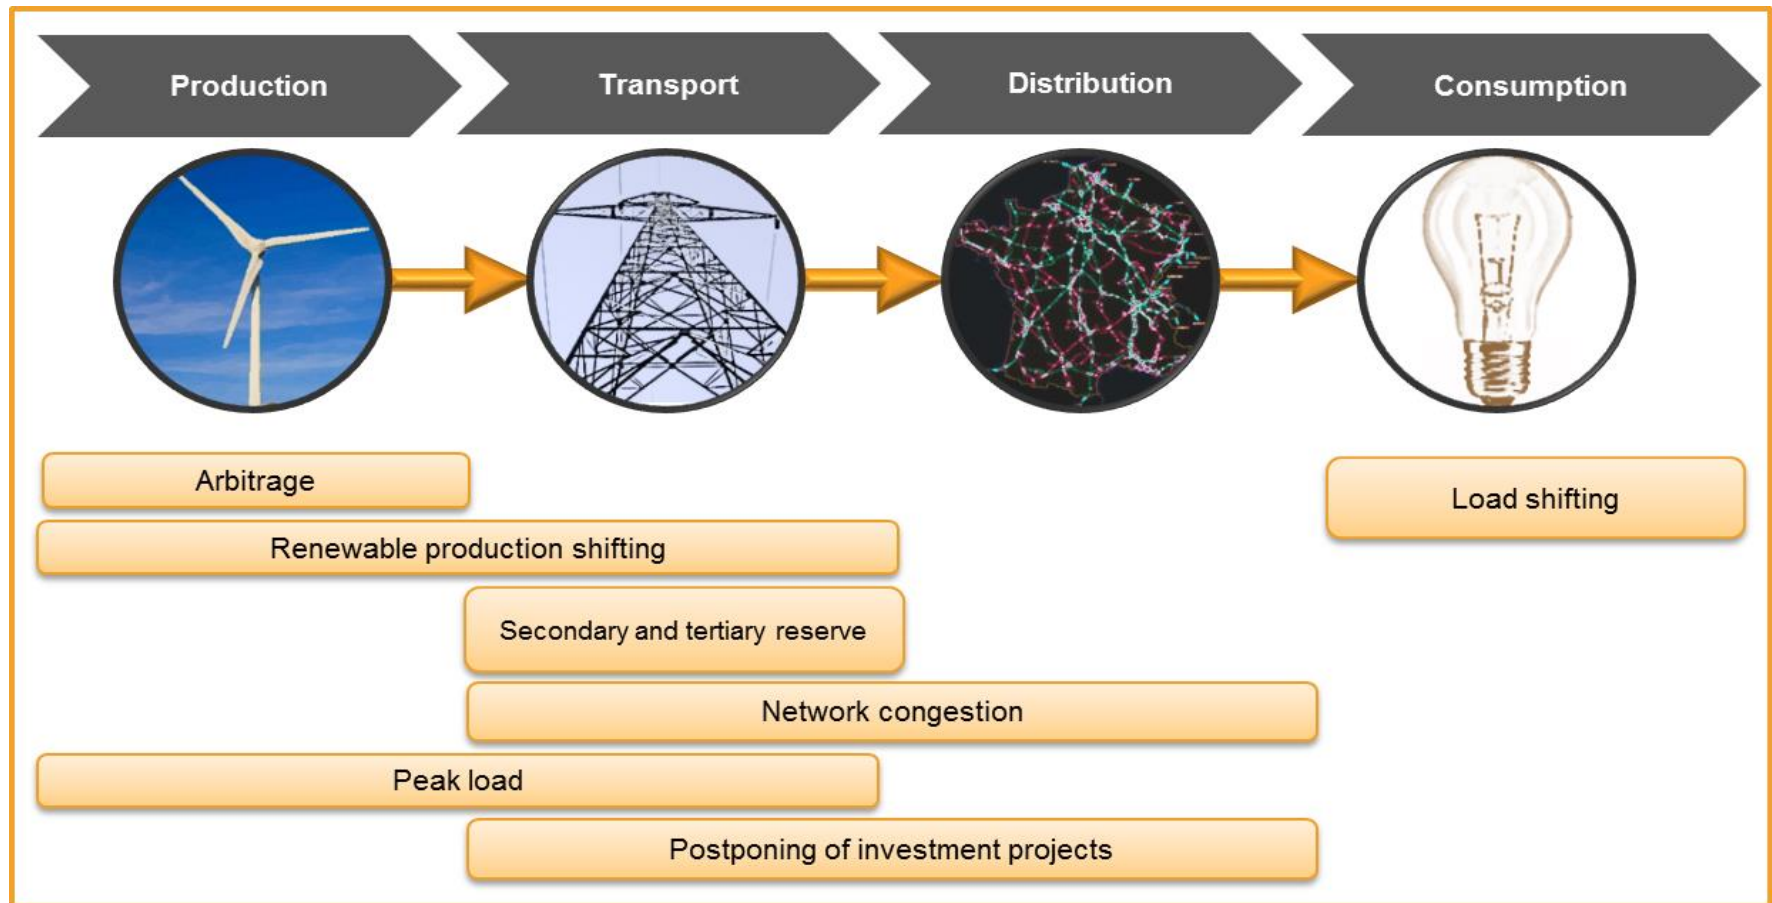 Production
Transport
Distribution
Consumption
Arbitrage
Load shifting
Renewable production shifting
Secondary and tertiary reserve
Network congestion
Peak load
Postponing of investment projects